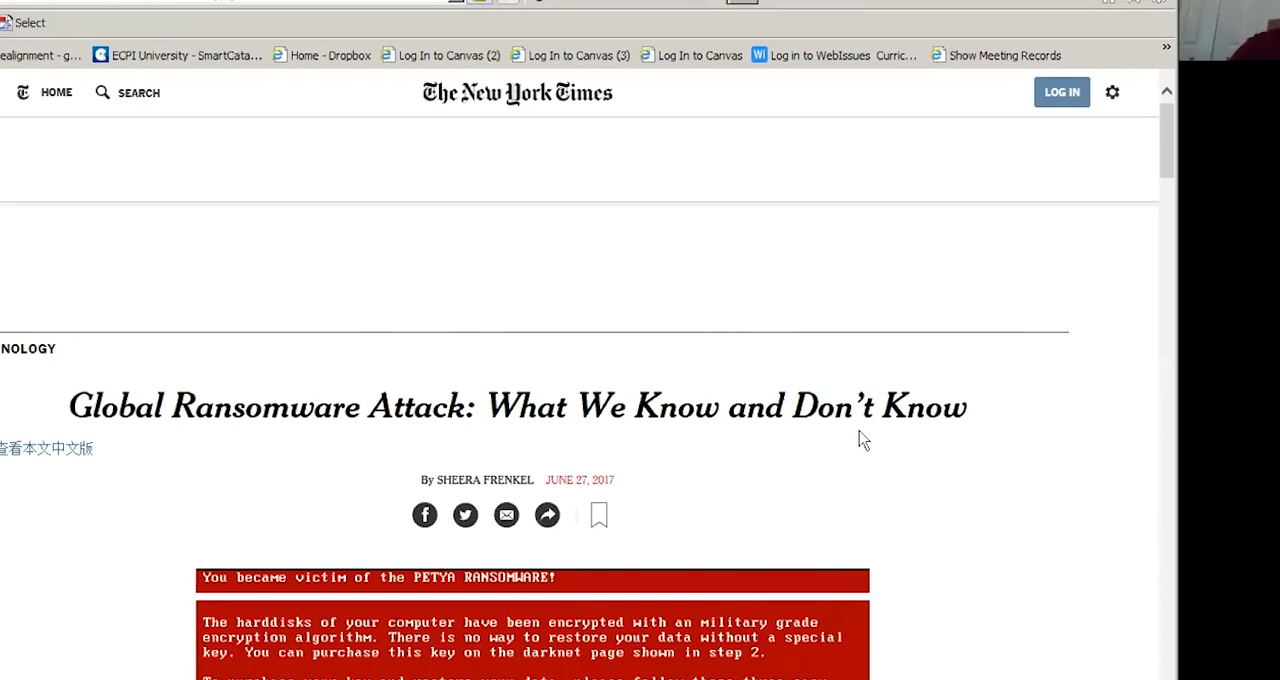 Select
ealignment - g...
ECPI University - SmartCata...
Home - Dropbox
Log In to Canvas (2)
Log In to Canvas (3)
Log In to Canvas
WI
Log in to WebIssues Curric...
Show Meeting Records
»
HOME
SEARCH
The New York Times
LOG IN
NOLOGY
Global Ransomware Attack: What We Know and Don't Know
查看本文中文版
By SHEERA FRENKEL JUNE 27, 2017
You became victim of the PETYA RANSOMWARE!
The harddisks of your computer have been encrypted with an military grade
encryption algorithm. There is no way to restore your data without a special
key. You can purchase this key on the darknet page shown in step 2.